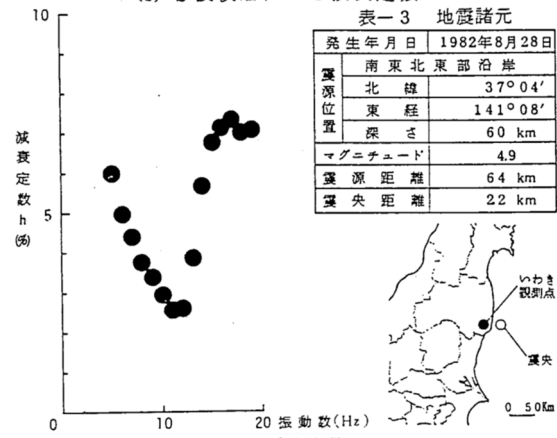 表－3 地震諸元
発生年月日 1982年8月28日
震源位置 南東北東部沿岸
北緯 37° 04′
東経 141° 08′
深さ 60 km
マグニチュード 4.9
震源距離 64 km
震央距離 22 km
10
5
0
減衰定数h(%)
0 10 20 振動数(Hz)
いわき
観測点
震央
0 50Km